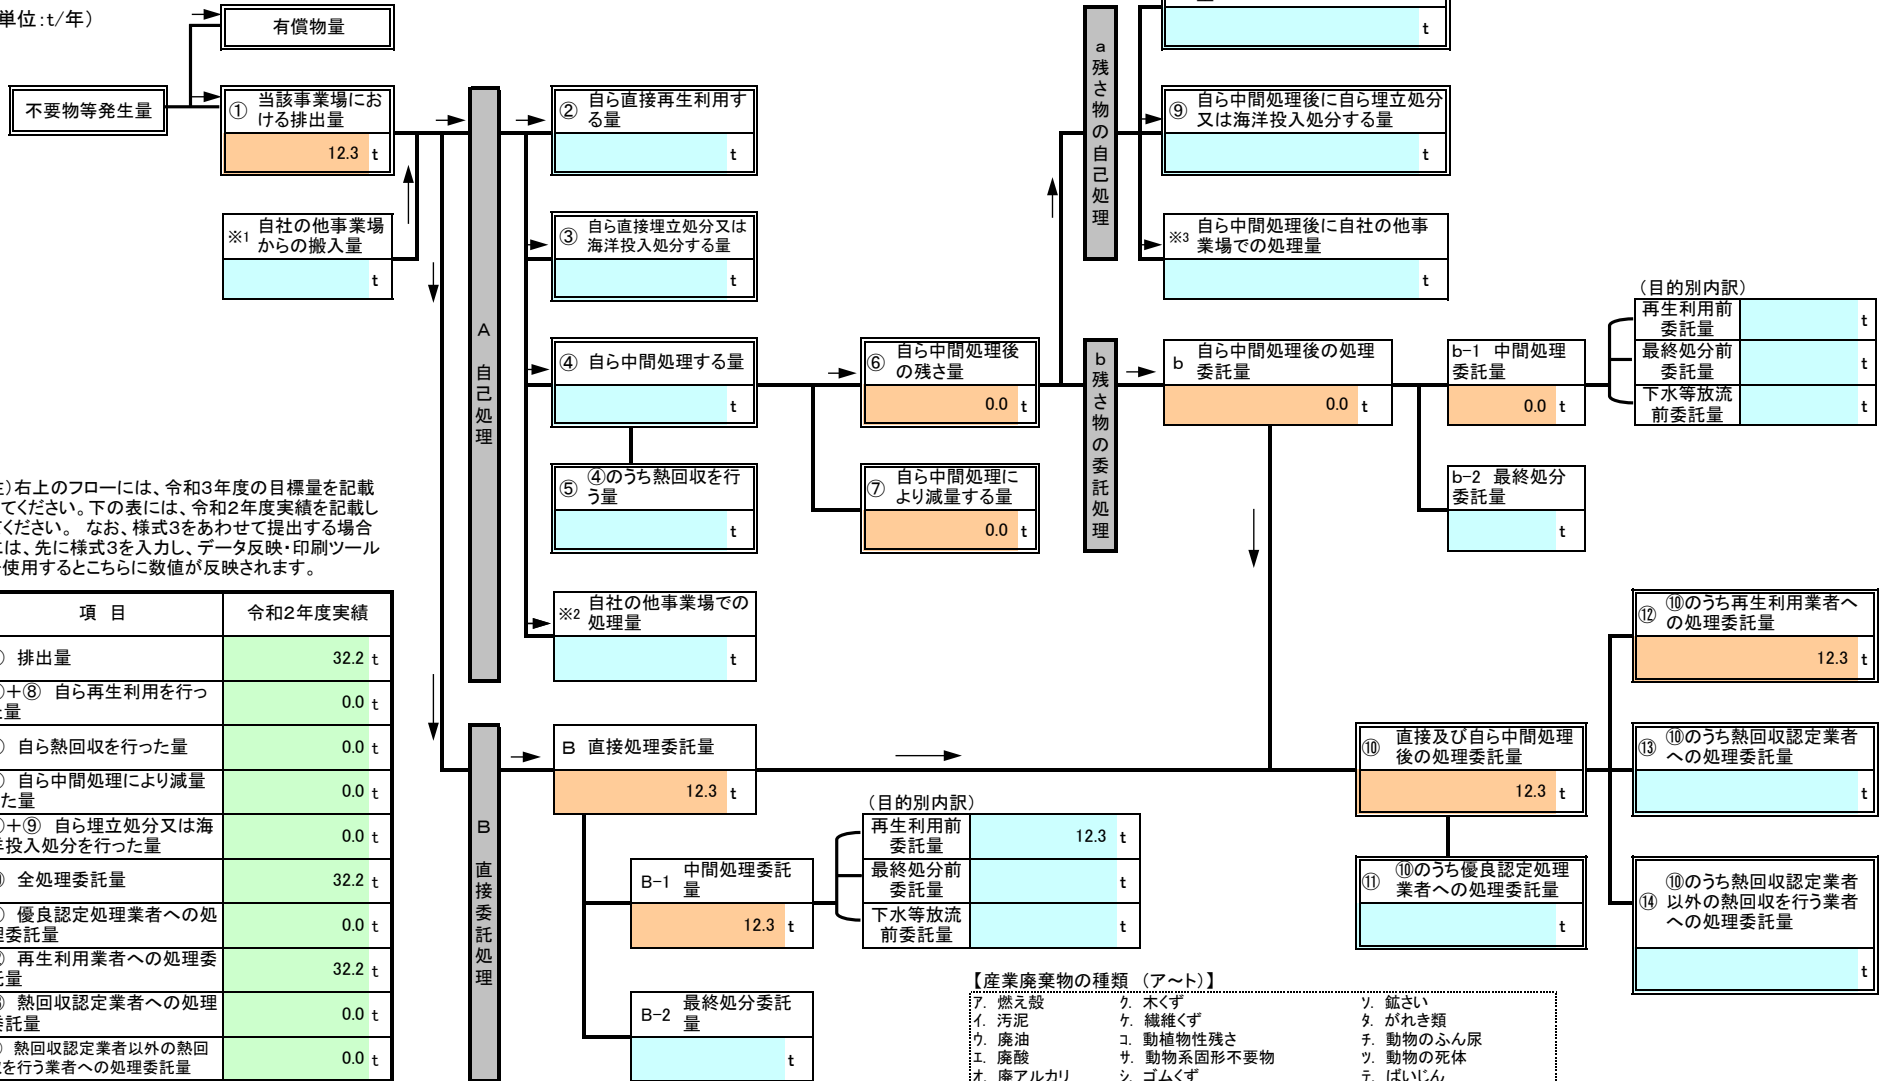 単位:t/年)
有償物量
不要物等発生量
① 当該事業場にお
ける排出量
12.3 t
※1 自社の他事業場
からの搬入量
t
A 自己処理
② 自ら直接再生利用す
る量
t
③ 自ら直接埋立処分又は
海洋投入処分する量
t
④ 自ら中間処理する量
t
⑤ ④のうち熱回収を行
う量
t
※2 自社の他事業場での
処理量
t
⑥ 自ら中間処理後
の残さ量
0.0 t
⑦ 自ら中間処理に
より減量する量
0.0 t
a 残さ物の自己処理
t
⑨ 自ら中間処理後に自ら埋立処分
又は海洋投入処分する量
t
※3 自ら中間処理後に自社の他事
業場での処理量
t
b 残さ物の委託処理
b 自ら中間処理後の処理
委託量
0.0 t
b-1 中間処理
委託量
0.0 t
(目的別内訳)
再生利用前
委託量
t
最終処分前
委託量
t
下水等放流
前委託量
t
b-2 最終処分
委託量
t
)右上のフローには、令和3年度の目標量を記載
てください。下の表には、令和2年度実績を記載し
ください。 なお、様式3をあわせて提出する場合
は、先に様式3を入力し、データ反映・印刷ツール
使用するとこちらに数値が反映されます。
項 目 令和2年度実績
) 排出量 32.2 t
)+⑧ 自ら再生利用を行っ
量 0.0 t
) 自ら熱回収を行った量 0.0 t
) 自ら中間処理により減量
た量 0.0 t
)+⑨ 自ら埋立処分又は海
投入処分を行った量 0.0 t
) 全処理委託量 32.2 t
) 優良認定処理業者への処
委託量 0.0 t
) 再生利用業者への処理委
量 32.2 t
) 熱回収認定業者への処理
託量 0.0 t
) 熱回収認定業者以外の熱回
を行う業者への処理委託量 0.0 t
B 直接委託処理
B 直接処理委託量
12.3 t
B-1 中間処理委託
量
12.3 t
(目的別内訳)
再生利用前
委託量
12.3 t
最終処分前
委託量
t
下水等放流
前委託量
t
B-2 最終処分委託
量
t
⑩ 直接及び自ら中間処理
後の処理委託量
12.3 t
⑪ ⑩のうち優良認定処理
業者への処理委託量
t
⑫ ⑩のうち再生利用業者へ
の処理委託量
12.3 t
⑬ ⑩のうち熱回収認定業者
への処理委託量
t
⑭ ⑩のうち熱回収認定業者
以外の熱回収を行う業者
への処理委託量
t
【産業廃棄物の種類 (ア~ト)】
ア. 燃え殻 ク. 木くず ソ. 鉱さい
イ. 汚泥 ケ. 繊維くず タ. がれき類
ウ. 廃油 コ. 動植物性残さ チ. 動物のふん尿
エ. 廃酸 サ. 動物系固形不要物 ツ. 動物の死体
オ. 廃アルカリ シ. ゴムくず テ. ばいじん